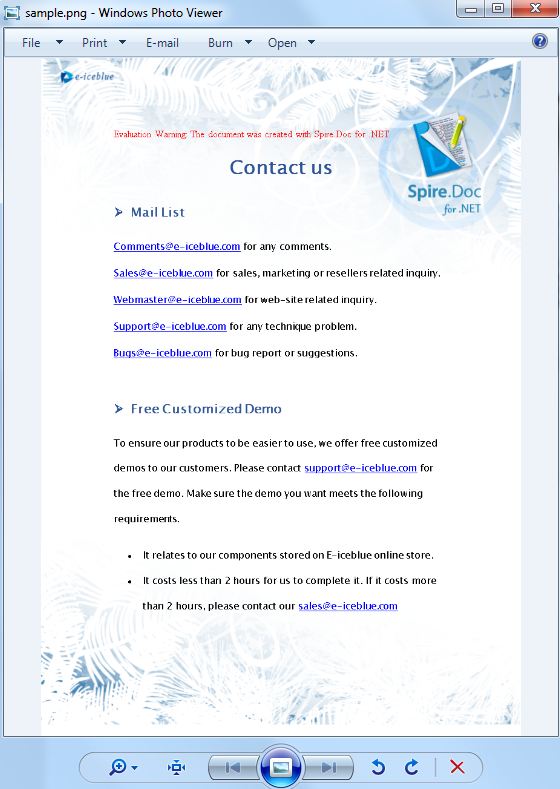 sample.png - Windows Photo Viewer
File Print E-mail Burn Open
e-iceblue
Evaluation Warning: The document was created with Spire.Doc for .NET
Contact us
Spire.Doc
for .NET
➢ Mail List
Comments@e-iceblue.com for any comments.
Sales@e-iceblue.com for sales, marketing or resellers related inquiry.
Webmaster@e-iceblue.com for web-site related inquiry.
Support@e-iceblue.com for any technique problem.
Bugs@e-iceblue.com for bug report or suggestions.
➢ Free Customized Demo
To ensure our products to be easier to use, we offer free customized
demos to our customers. Please contact support@e-iceblue.com for
the free demo. Make sure the demo you want meets the following
requirements.
• It relates to our components stored on E-iceblue online store.
• It costs less than 2 hours for us to complete it. If it costs more
than 2 hours, please contact our sales@e-iceblue.com